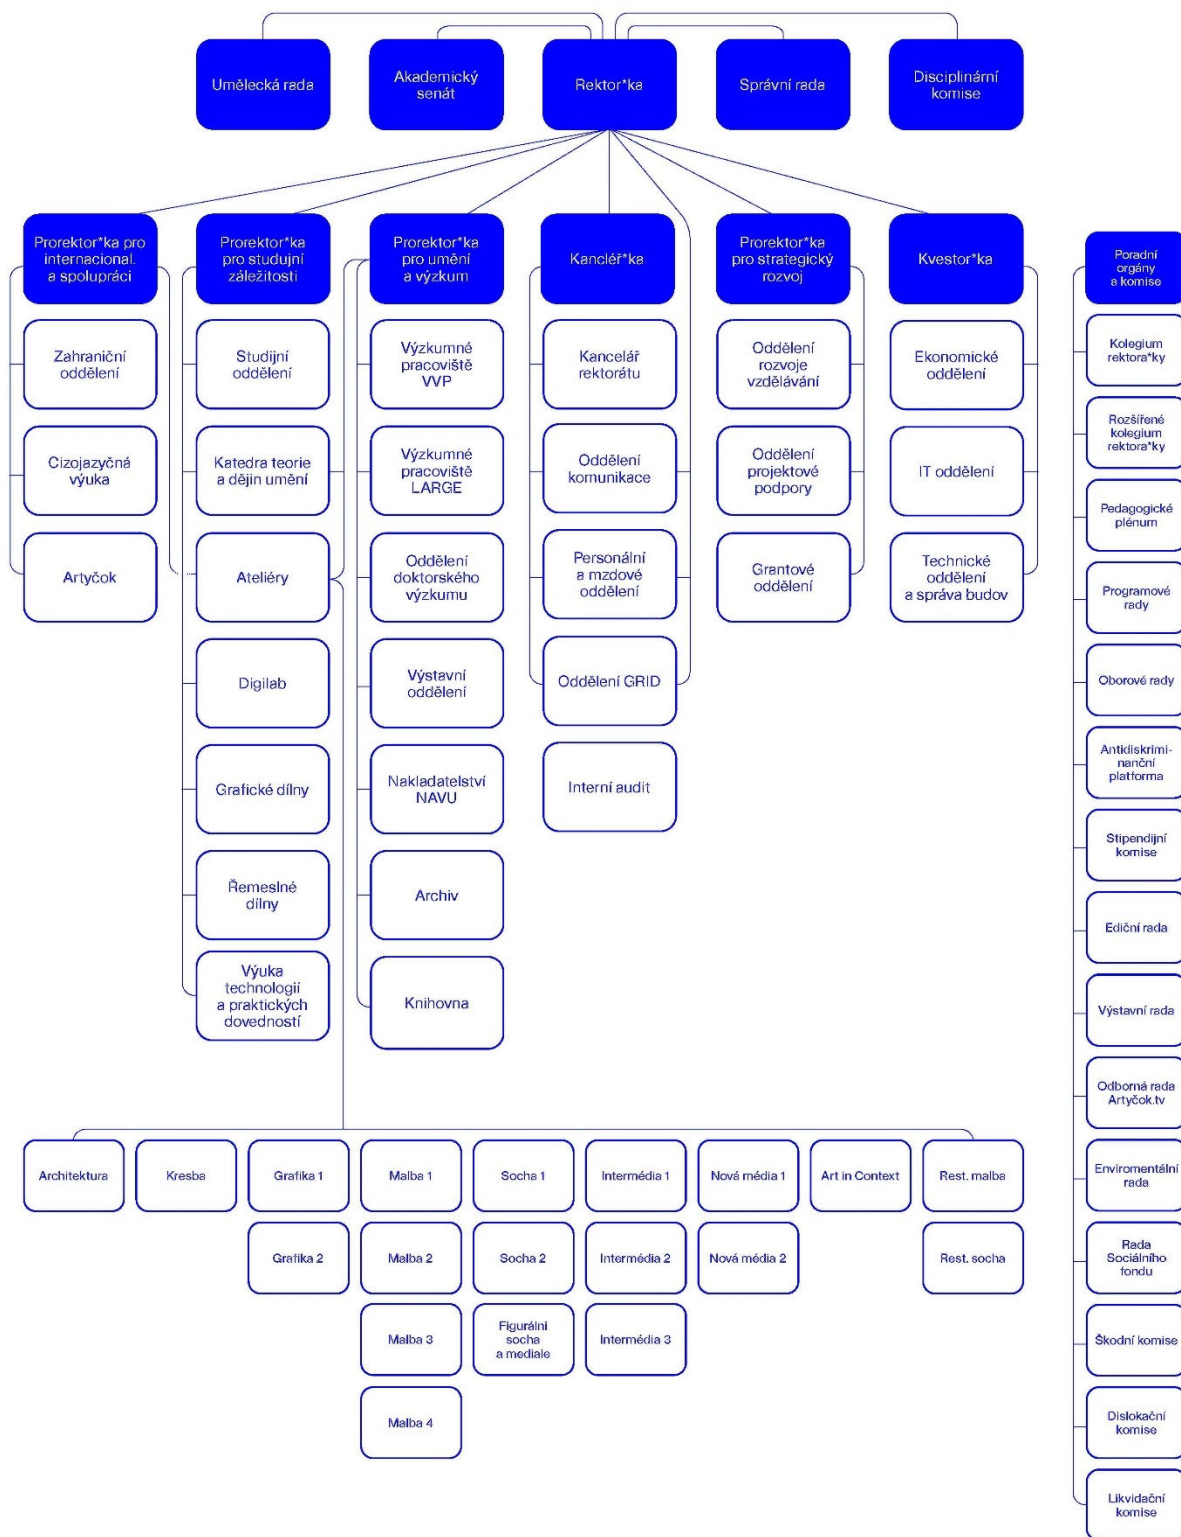 Umělecká rada
Akademický
senát
Rektor*ka
Správní rada
Disciplinární
komise
Prorektor*ka pro
internacional.
a spolupráci
Prorektor*ka
pro studujní
záležitosti
Prorektor*ka
pro umění
a výzkum
Kancléř*ka
Prorektor*ka
pro strategický
rozvoj
Kvestor*ka
Zahraniční
oddělení
Cizojazyčná
výuka
Artyčok
Studijní
oddělení
Katedra teorie
a dějin umění
Ateliéry
Digilab
Grafické dílny
Řemeslné
dílny
Výuka
technologií
a praktických
dovedností
Výzkumné
pracoviště
VVP
Výzkumné
pracoviště
LARGE
Oddělení
doktorského
výzkumu
Výstavní
oddělení
Nakladatelství
NAVU
Archiv
Knihovna
Kancelář
rektorátu
Oddělení
komunikace
Personální
a mzdové
oddělení
Oddělení GRID
Interní audit
Oddělení
rozvoje
vzdělávání
Oddělení
projektové
podpory
Grantové
oddělení
Ekonomické
oddělení
IT oddělení
Technické
oddělení
a správa budov
Architektura
Kresba
Grafika 1
Malba 1
Socha 1
Intermédia 1
Nová média 1
Art in Context
Rest. malba
Grafika 2
Malba 2
Socha 2
Intermédia 2
Nová média 2
Rest. socha
Malba 3
Figurální
socha
a mediale
Intermédia 3
Malba 4
Poradní
orgány
a komise
Kolegium
rektora*ky
Rozšířené
kolegium
rektora*ky
Pedagogické
plénum
Programové
rady
Oborové rady
Antidiskrimi-
nanční
platforma
Stipendijní
komise
Ediční rada
Výstavní rada
Odborná rada
Artyčok.tv
Enviromentální
rada
Rada
Sociálního
fondu
Škodní komise
Dislokační
komise
Likvidační
komise